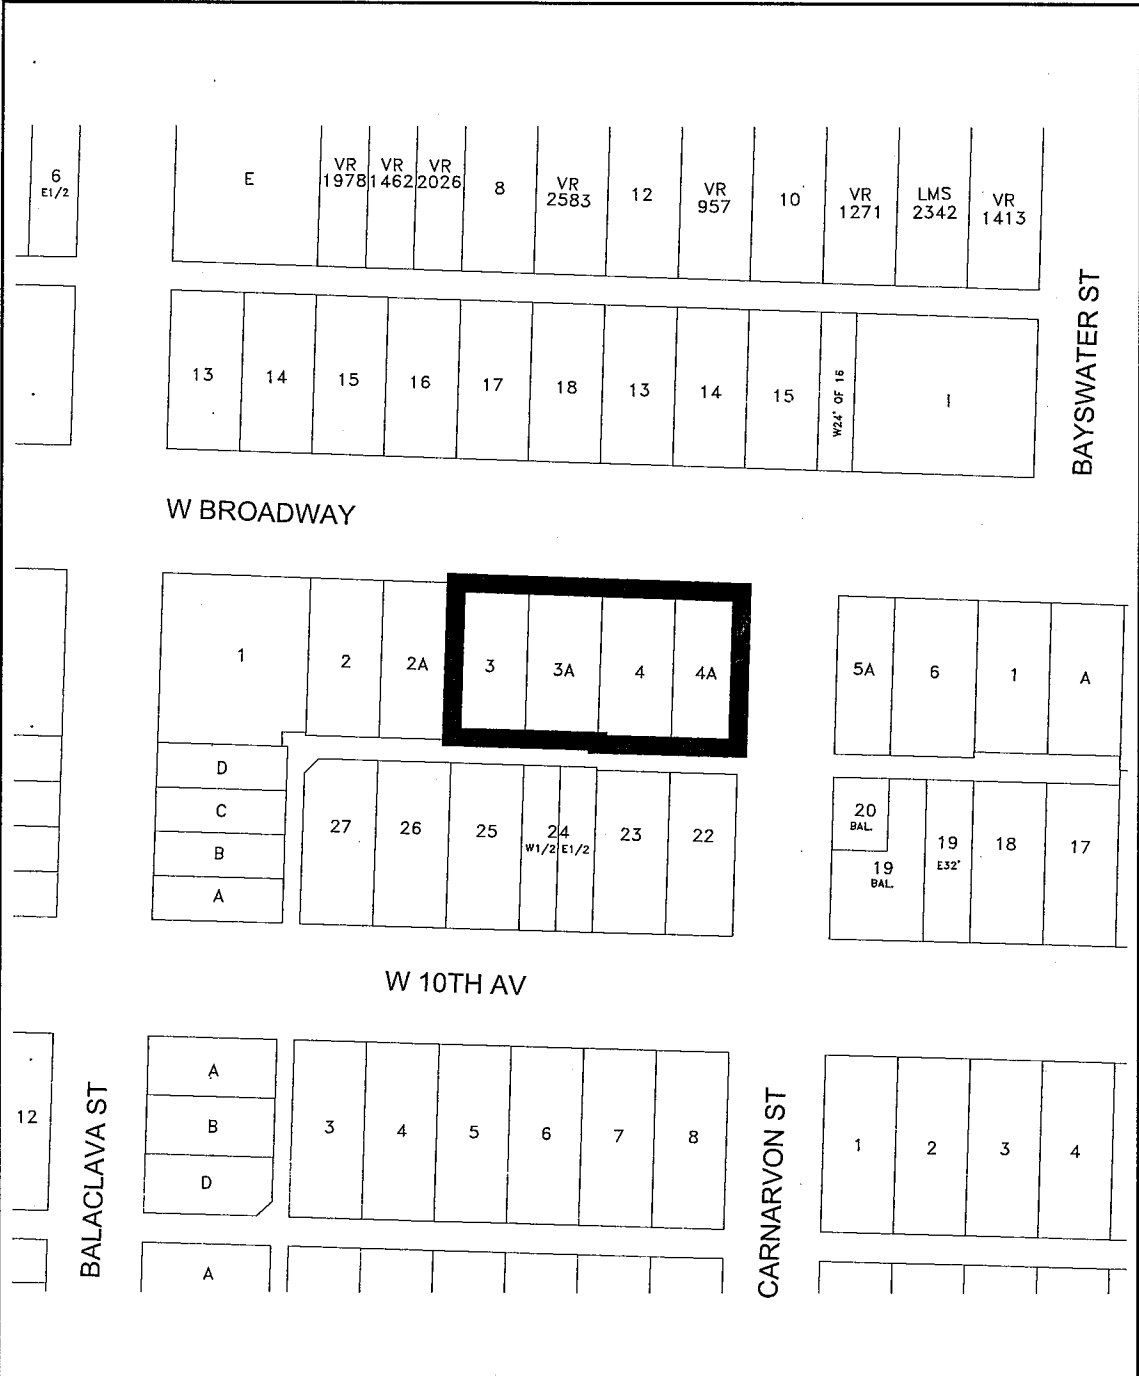 6
E1/2
E
VR
1978
VR
1462
VR
2026
8
VR
2583
12
VR
957
10
VR
1271
LMS
2342
VR
1413
BAYSWATER ST
13
14
15
16
17
18
13
14
15
W24' OF 16
1
W BROADWAY
1
2
2A
3
3A
4
4A
5A
6
1
A
D
C
B
A
27
26
25
24
W1/2
E1/2
23
22
20
BAL.
19
BAL.
19
E32'
18
17
W 10TH AV
12
BALACLAVA ST
A
B
D
3
4
5
6
7
8
CARNARVON ST
1
2
3
4
A